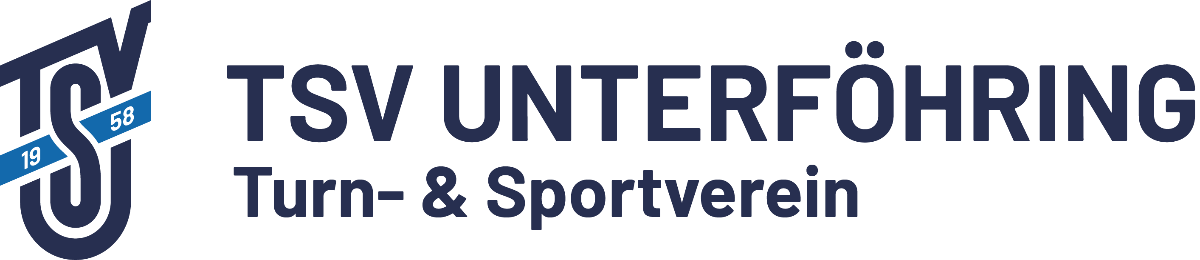 TSV
19 58
TSV UNTERFÖHRING
Turn- & Sportverein